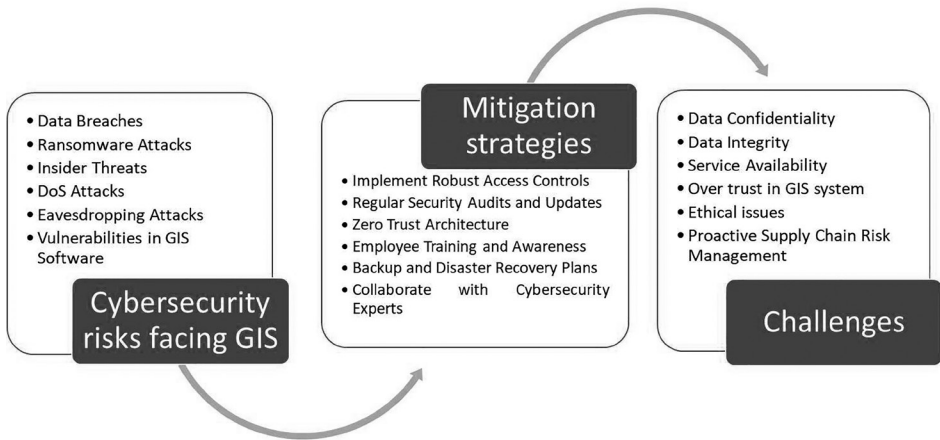 • Data Breaches
• Ransomware Attacks
• Insider Threats
• DoS Attacks
• Eavesdropping Attacks
• Vulnerabilities in GIS
Software
Cybersecurity
risks facing GIS
Mitigation
strategies
• Implement Robust Access Controls
• Regular Security Audits and Updates
• Zero Trust Architecture
• Employee Training and Awareness
• Backup and Disaster Recovery Plans
• Collaborate with Cybersecurity
Experts
• Data Confidentiality
• Data Integrity
• Service Availability
• Over trust in GIS system
• Ethical issues
• Proactive Supply Chain Risk
Management
Challenges